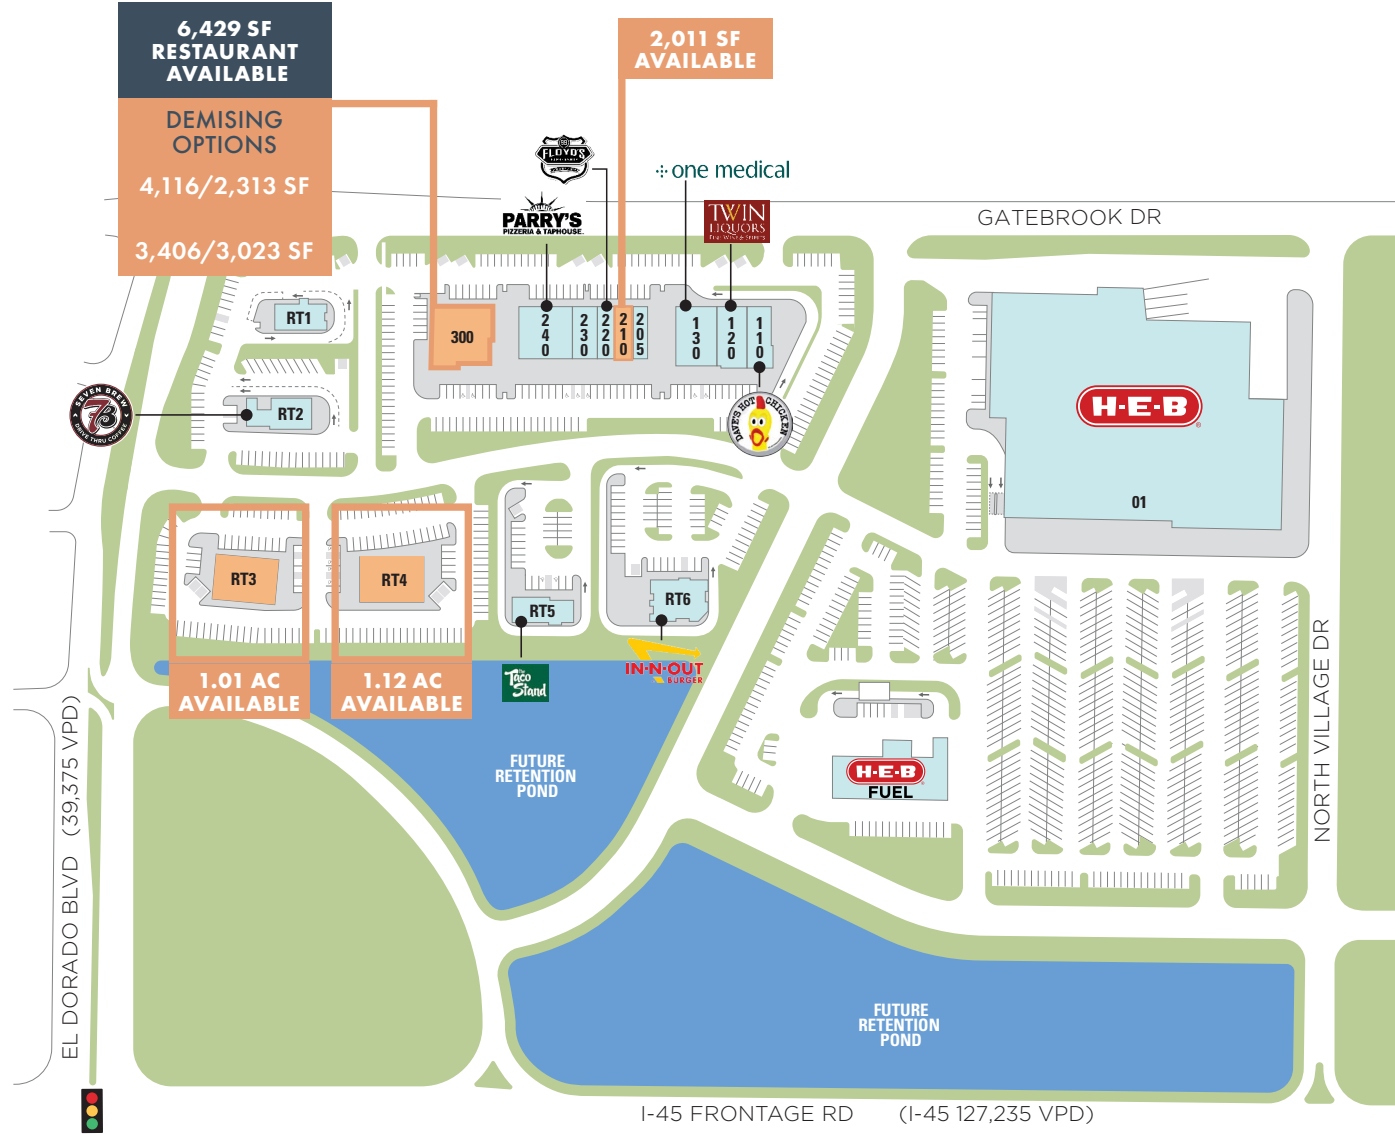 6,429 SF
RESTAURANT
AVAILABLE
DEMISING
OPTIONS
4,116/2,313 SF
3,406/3,023 SF
2,011 SF
AVAILABLE
FLOYD'S
one medical
PARRY'S
PIZZERIA & TAPHOUSE
TWIN
LIQUORS
FINE WINE & SPIRITS
GATEBROOK DR
RT1
300
240
230
220
210
205
130
120
110
SEVEN BREW
7B
DRIVE THRU COFFEE
RT2
DAVE'S HOT CHICKEN
H-E-B
01
RT3
RT4
RT5
RT6
1.01 AC
AVAILABLE
1.12 AC
AVAILABLE
The
Taco
Stand
IN-N-OUT
BURGER
FUTURE
RETENTION
POND
H-E-B
FUEL
NORTH VILLAGE DR
EL DORADO BLVD (39,375 VPD)
FUTURE
RETENTION
POND
I-45 FRONTAGE RD (I-45 127,235 VPD)